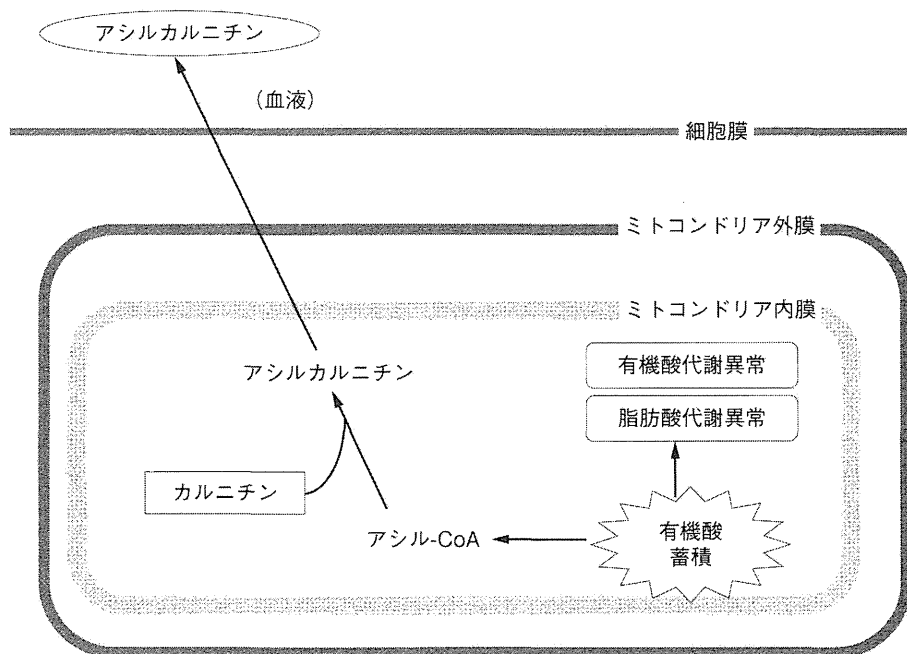 アシルカルニチン
(血液)
細胞膜
ミトコンドリア外膜
ミトコンドリア内膜
アシルカルニチン
有機酸代謝異常
脂肪酸代謝異常
カルニチン
アシル-CoA
有機酸
蓄積